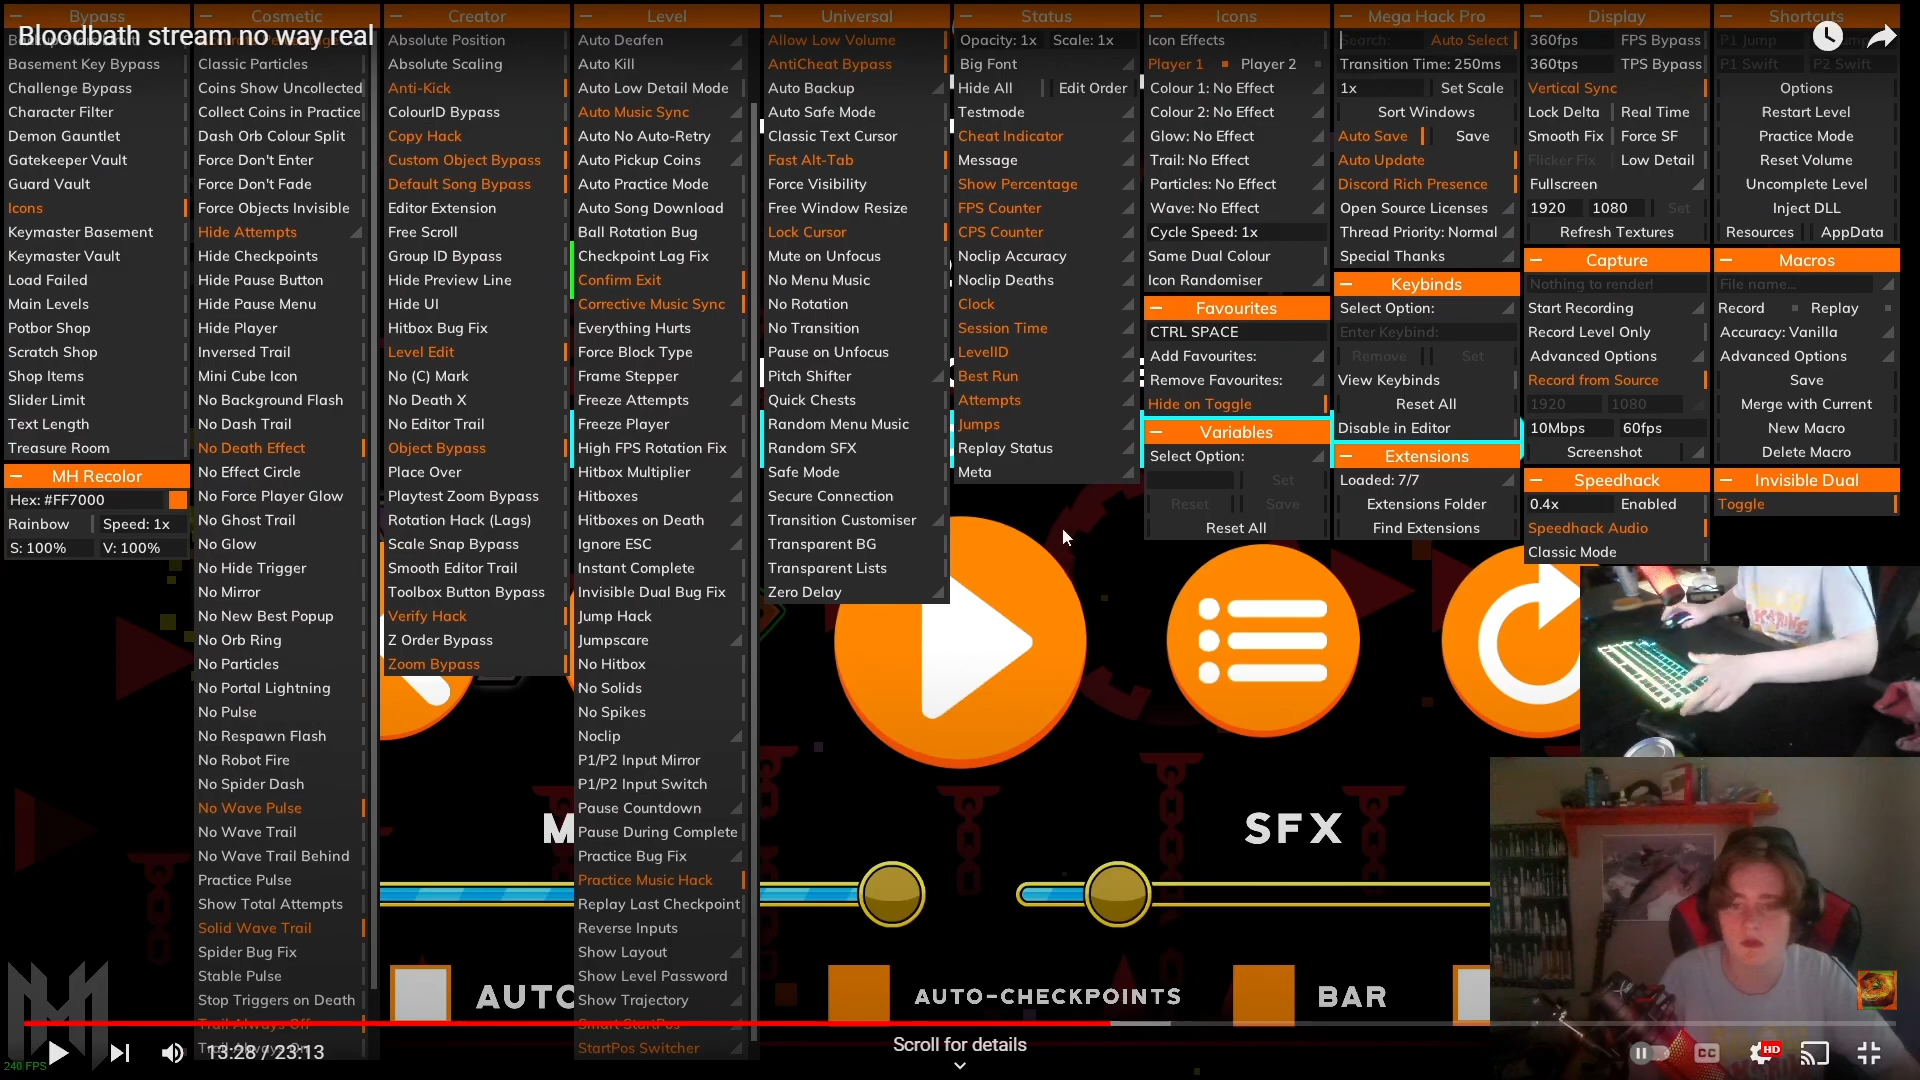 Bloodbath stream no way real
Bypass
Basement Key Bypass
Challenge Bypass
Character Filter
Demon Gauntlet
Gatekeeper Vault
Guard Vault
Icons
Keymaster Basement
Keymaster Vault
Load Failed
Main Levels
Potbor Shop
Scratch Shop
Shop Items
Slider Limit
Text Length
Treasure Room
MH Recolor
Hex: #FF7000
Rainbow Speed: 1x
S: 100% V: 100%
Cosmetic
Classic Particles
Coins Show Uncollected
Collect Coins in Practice
Dash Orb Colour Split
Force Don't Enter
Force Don't Fade
Force Objects Invisible
Hide Attempts
Hide Checkpoints
Hide Pause Button
Hide Pause Menu
Hide Player
Inversed Trail
Mini Cube Icon
No Background Flash
No Dash Trail
No Death Effect
No Effect Circle
No Force Player Glow
No Ghost Trail
No Glow
No Hide Trigger
No Mirror
No New Best Popup
No Orb Ring
No Particles
No Portal Lightning
No Pulse
No Respawn Flash
No Robot Fire
No Spider Dash
No Wave Pulse
No Wave Trail
No Wave Trail Behind
Practice Pulse
Show Total Attempts
Solid Wave Trail
Spider Bug Fix
Stable Pulse
Stop Triggers on Death
Trail Always Off
Creator
Absolute Position
Absolute Scaling
Anti-Kick
ColourID Bypass
Copy Hack
Custom Object Bypass
Default Song Bypass
Editor Extension
Free Scroll
Group ID Bypass
Hide Preview Line
Hide UI
Hitbox Bug Fix
Level Edit
No (C) Mark
No Death X
No Editor Trail
Object Bypass
Place Over
Playtest Zoom Bypass
Rotation Hack (Lags)
Scale Snap Bypass
Smooth Editor Trail
Toolbox Button Bypass
Verify Hack
Z Order Bypass
Zoom Bypass
Level
Auto Deafen
Auto Kill
Auto Low Detail Mode
Auto Music Sync
Auto No Auto-Retry
Auto Pickup Coins
Auto Practice Mode
Auto Song Download
Ball Rotation Bug
Checkpoint Lag Fix
Confirm Exit
Corrective Music Sync
Everything Hurts
Force Block Type
Frame Stepper
Freeze Attempts
Freeze Player
High FPS Rotation Fix
Hitbox Multiplier
Hitboxes
Hitboxes on Death
Ignore ESC
Instant Complete
Invisible Dual Bug Fix
Jump Hack
Jumpscare
No Hitbox
No Solids
No Spikes
Noclip
P1/P2 Input Mirror
P1/P2 Input Switch
Pause Countdown
Pause During Complete
Practice Bug Fix
Practice Music Hack
Replay Last Checkpoint
Reverse Inputs
Show Layout
Show Level Password
Show Trajectory
Smart StartPos
StartPos Switcher
Universal
Allow Low Volume
AntiCheat Bypass
Auto Backup
Auto Safe Mode
Classic Text Cursor
Fast Alt-Tab
Force Visibility
Free Window Resize
Lock Cursor
Mute on Unfocus
No Menu Music
No Rotation
No Transition
Pause on Unfocus
Pitch Shifter
Quick Chests
Random Menu Music
Random SFX
Safe Mode
Secure Connection
Transition Customiser
Transparent BG
Transparent Lists
Zero Delay
Status
Opacity: 1x Scale: 1x
Big Font
Hide All Edit Order
Testmode
Cheat Indicator
Message
Show Percentage
FPS Counter
CPS Counter
Noclip Accuracy
Noclip Deaths
Clock
Session Time
LevelID
Best Run
Attempts
Jumps
Replay Status
Meta
Icons
Icon Effects
Player 1 Player 2
Colour 1: No Effect
Colour 2: No Effect
Glow: No Effect
Trail: No Effect
Particles: No Effect
Wave: No Effect
Cycle Speed: 1x
Same Dual Colour
Icon Randomiser
Favourites
CTRL SPACE
Add Favourites:
Remove Favourites:
Hide on Toggle
Variables
Select Option:
Set
Reset Save
Reset All
Mega Hack Pro
Search: Auto Select
Transition Time: 250ms
1x Set Scale
Sort Windows
Auto Save Save
Auto Update
Discord Rich Presence
Open Source Licenses
Thread Priority: Normal
Special Thanks
Keybinds
Select Option:
Enter Keybind:
Remove Set
View Keybinds
Reset All
Disable in Editor
Extensions
Loaded: 7/7
Extensions Folder
Find Extensions
Display
360fps FPS Bypass
360tps TPS Bypass
Vertical Sync
Lock Delta Real Time
Smooth Fix Force SF
Flicker Fix Low Detail
Fullscreen
1920 1080 Set
Refresh Textures
Capture
Nothing to render!
Start Recording
Record Level Only
Advanced Options
Record from Source
1920 1080
10Mbps 60fps
Screenshot
Speedhack
0.4x Enabled
Speedhack Audio
Classic Mode
Shortcuts
P1 Jump
P1 Swift P2 Swift
Options
Restart Level
Practice Mode
Reset Volume
Uncomplete Level
Inject DLL
Resources AppData
Macros
File name...
Record Replay
Accuracy: Vanilla
Advanced Options
Save
Merge with Current
New Macro
Delete Macro
Invisible Dual
Toggle
SFX
AUTO-CHECKPOINTS
BAR
13:28 / 23:13
Scroll for details
CC
HD
240 FPS